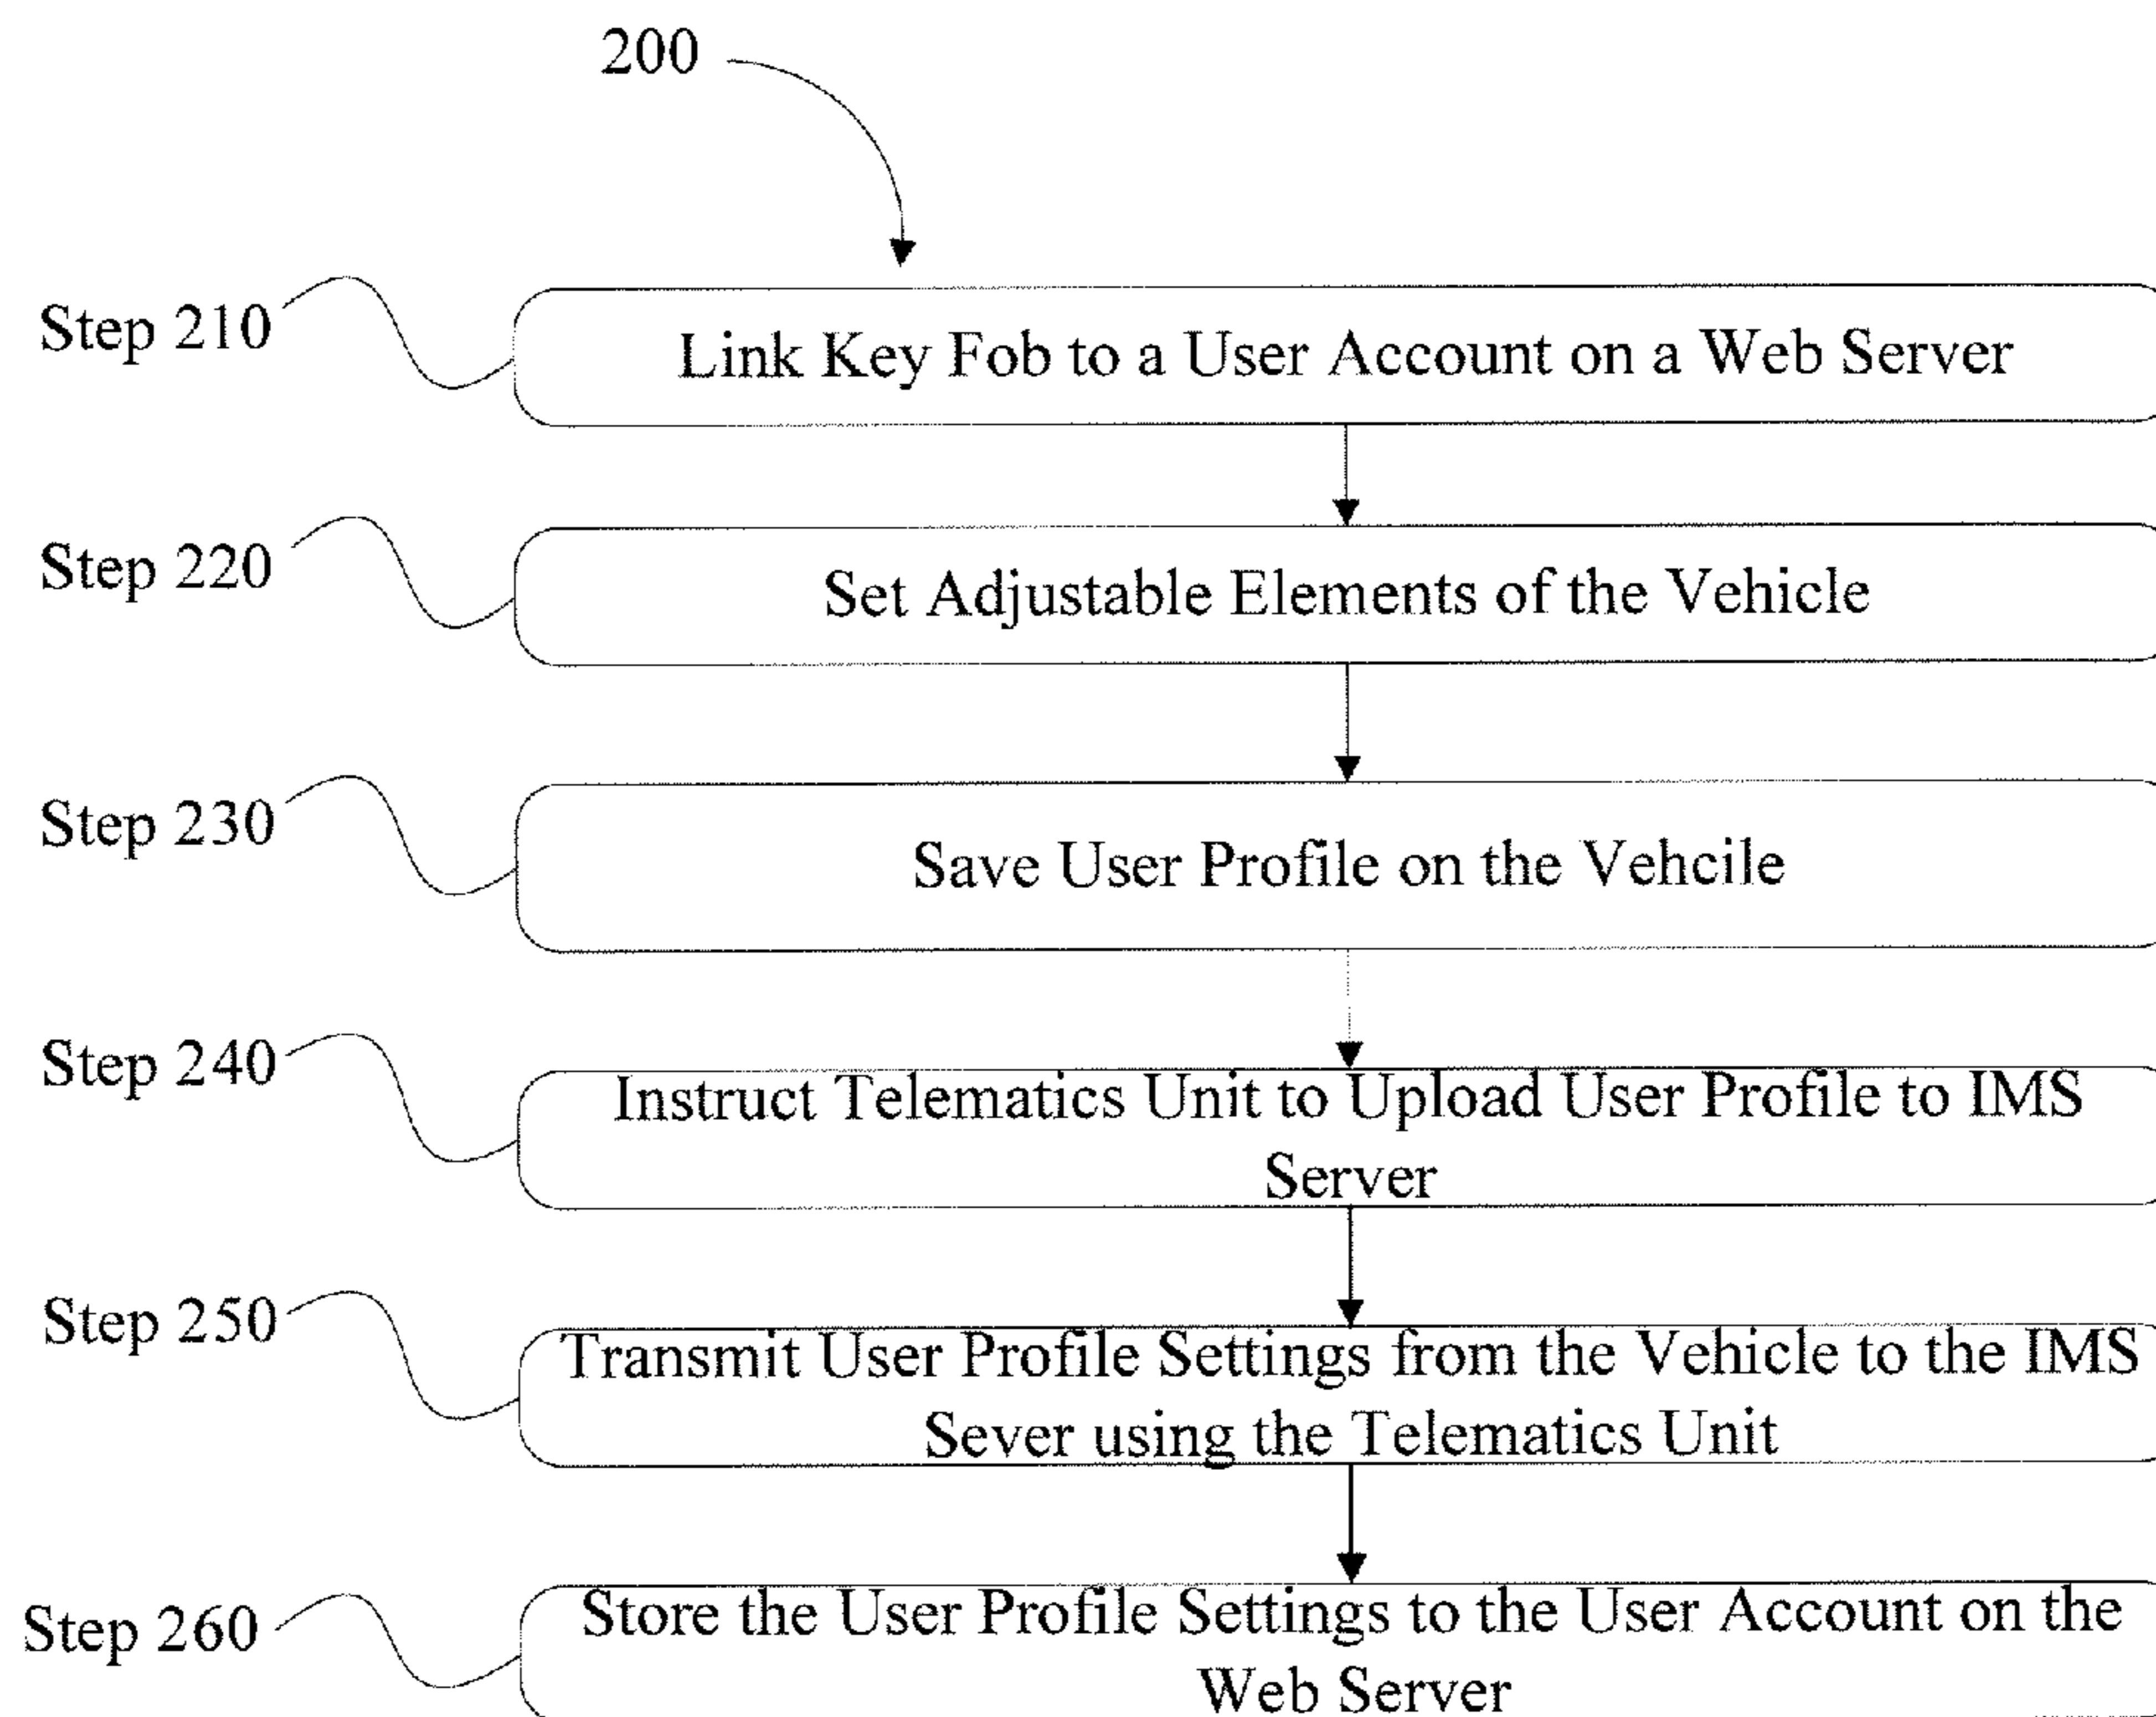 200
Step 210
Link Key Fob to a User Account on a Web Server
Step 220
Set Adjustable Elements of the Vehicle
Step 230
Save User Profile on the Vehcile
Step 240
Instruct Telematics Unit to Upload User Profile to IMS
Server
Step 250
Transmit User Profile Settings from the Vehicle to the IMS
Sever using the Telematics Unit
Step 260
Store the User Profile Settings to the User Account on the
Web Server